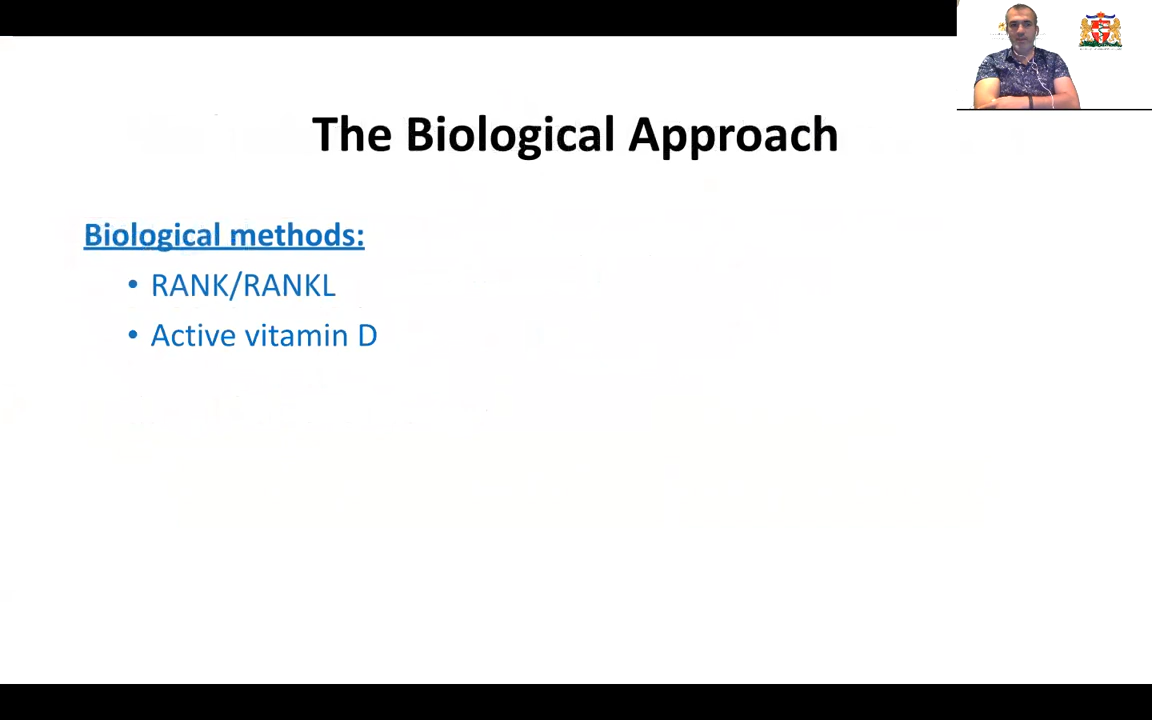 The Biological Approach
Biological methods:
• RANK/RANKL
• Active vitamin D